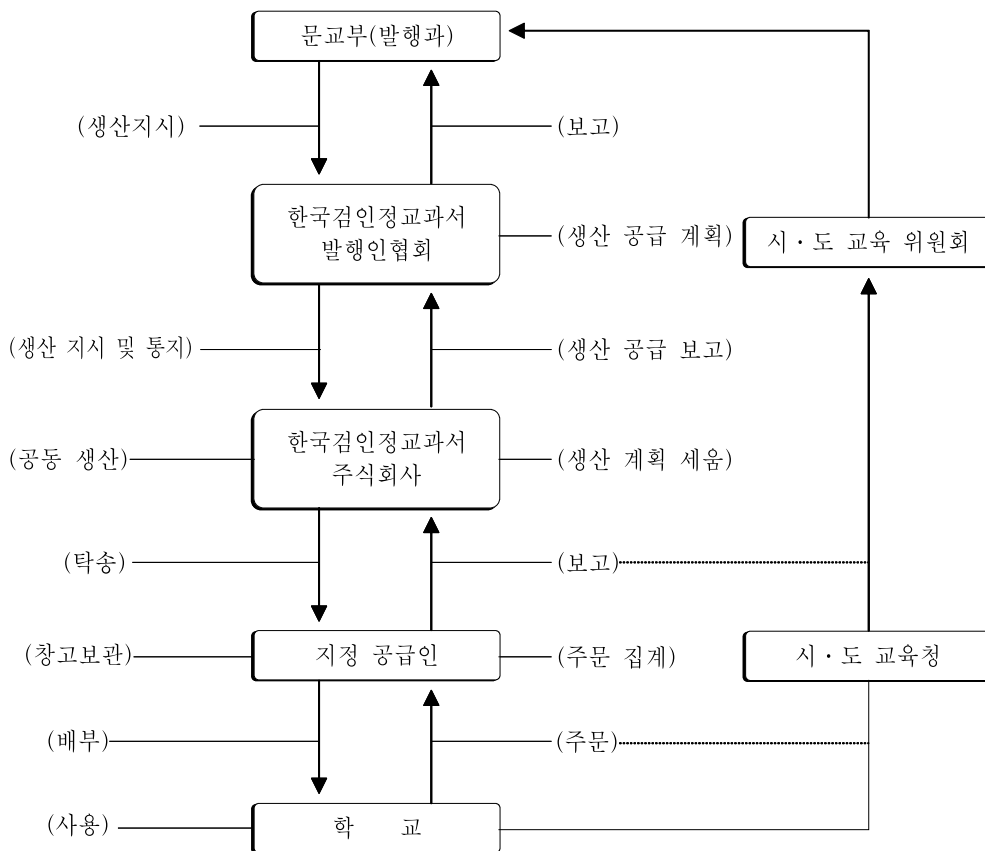 문교부(발행과)
(생산지시)
(보고)
한국검인정교과서
발행인협회
(생산 공급 계획)
시·도 교육 위원회
(생산 지시 및 통지)
(생산 공급 보고)
한국검인정교과서
주식회사
(공동 생산)
(생산 계획 세움)
(탁송)
(보고)
(창고보관)
지정 공급인
(주문 집계)
시·도 교육청
(배부)
(주문)
(사용)
학 교